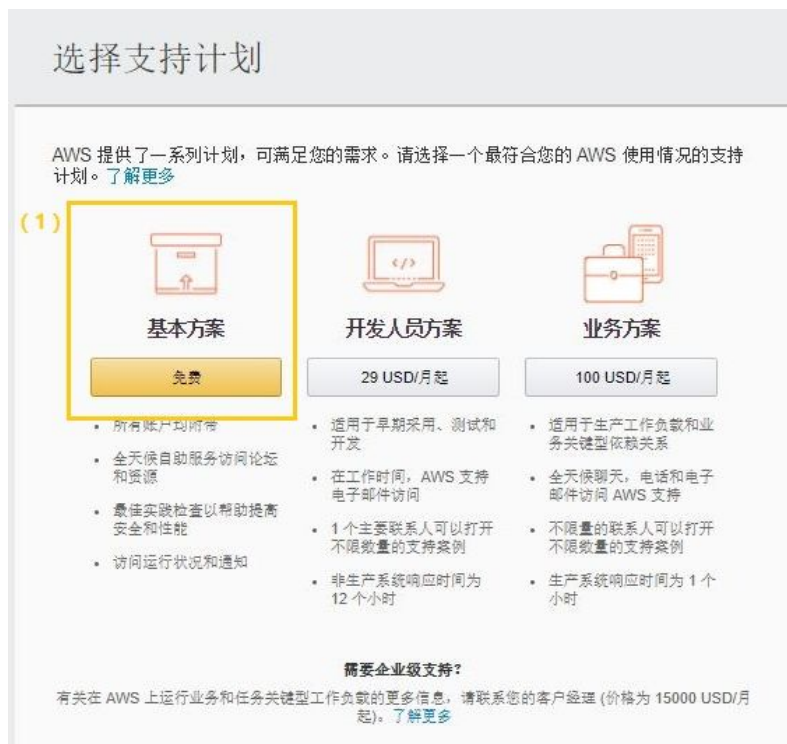 选择支持计划
AWS 提供了一系列计划，可满足您的需求。请选择一个最符合您的 AWS 使用情况的支持
计划。了解更多
(1)
</>
基本方案
开发人员方案
业务方案
免费
29 USD/月起
100 USD/月起
• 所有账户均附带
• 全天候自助服务访问论坛
和资源
• 最佳实践检查以帮助提高
安全和性能
• 访问运行状况和通知
• 适用于早期采用、测试和
开发
• 在工作时间，AWS 支持
电子邮件访问
• 1 个主要联系人可以打开
不限数量的支持案例
• 非生产系统响应时间为
12 个小时
• 适用于生产工作负载和业
务关键型依赖关系
• 全天候聊天，电话和电子
邮件访问 AWS 支持
• 不限量的联系人可以打开
不限数量的支持案例
• 生产系统响应时间为 1 个
小时
需要企业级支持？
有关在 AWS 上运行业务和任务关键型工作负载的更多信息，请联系您的客户经理 (价格为 15000 USD/月
起)。了解更多